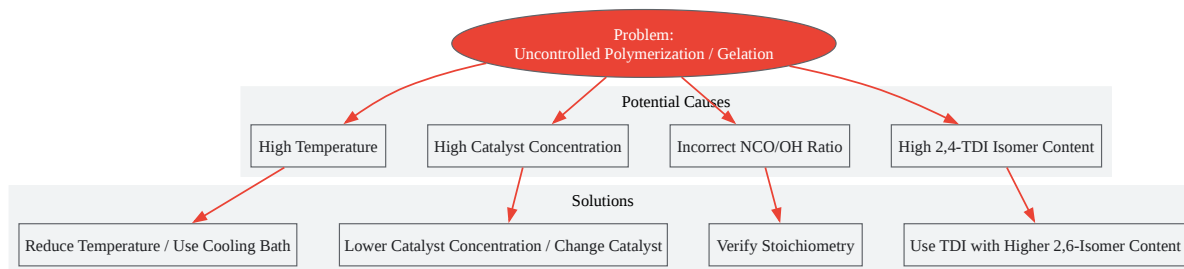 Problem:
Uncontrolled Polymerization / Gelation
Potential Causes
High Temperature
High Catalyst Concentration
Incorrect NCO/OH Ratio
High 2,4-TDI Isomer Content
Solutions
Reduce Temperature / Use Cooling Bath
Lower Catalyst Concentration / Change Catalyst
Verify Stoichiometry
Use TDI with Higher 2,6-Isomer Content